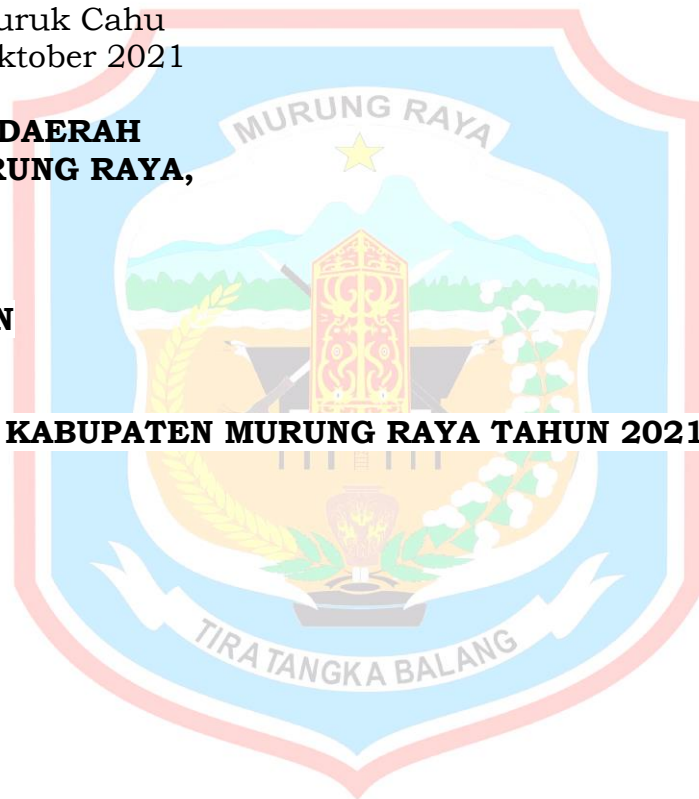 uruk Cahu
ktober 2021
DAERAH
RUNG RAYA,
MURUNG RAYA
N
KABUPATEN MURUNG RAYA TAHUN 2021
TIRA TANGKA BALANG